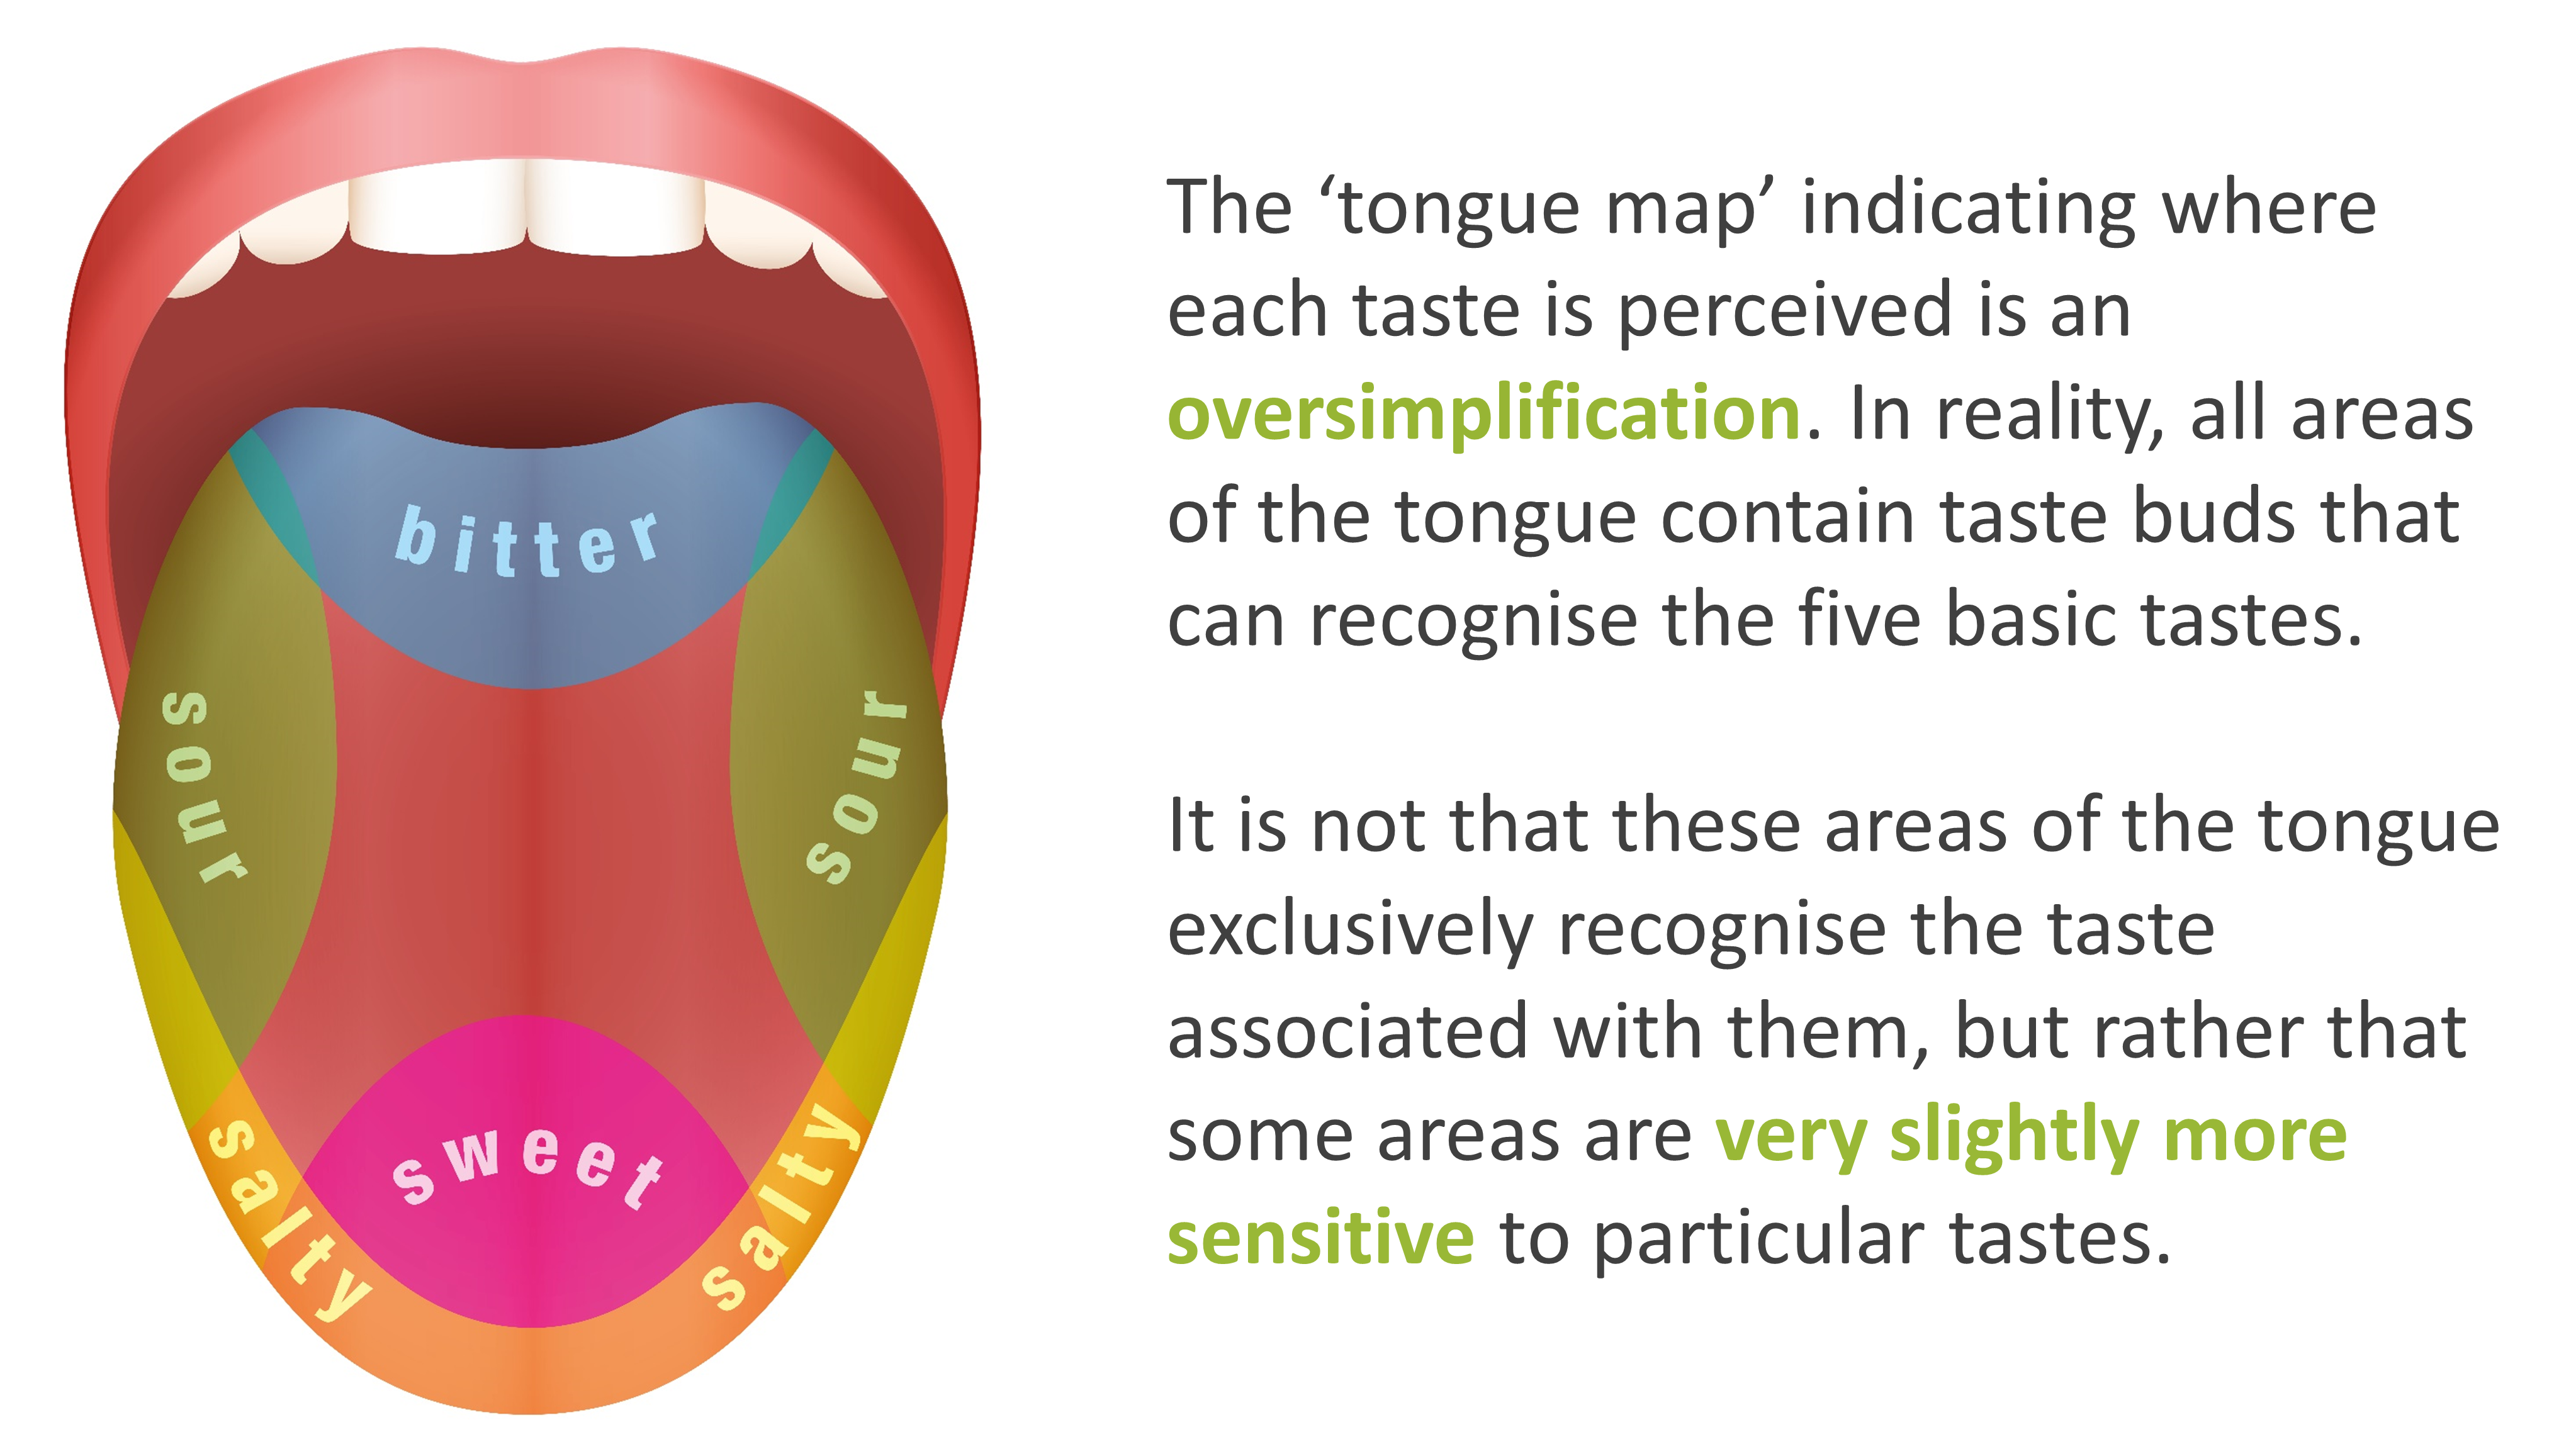 bitter
sour
sour
sweet
salty
salty
The ‘tongue map’ indicating where
each taste is perceived is an
oversimplification. In reality, all areas
of the tongue contain taste buds that
can recognise the five basic tastes.
It is not that these areas of the tongue
exclusively recognise the taste
associated with them, but rather that
some areas are very slightly more
sensitive to particular tastes.